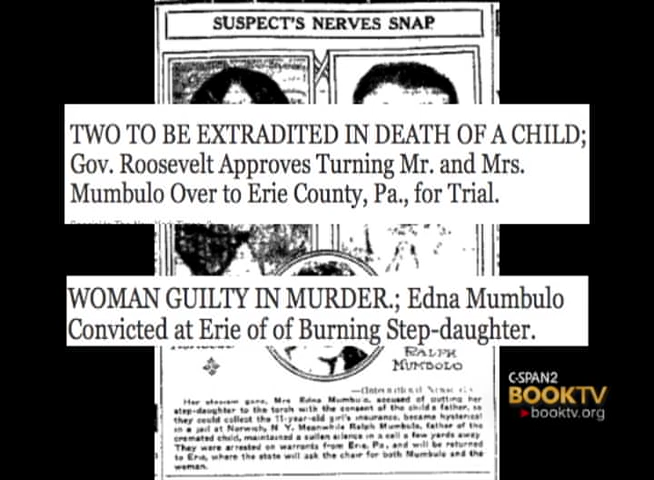 SUSPECT'S NERVES SNAP
TWO TO BE EXTRADITED IN DEATH OF A CHILD;
Gov. Roosevelt Approves Turning Mr. and Mrs.
Mumbulo Over to Erie County, Pa., for Trial.
WOMAN GUILTY IN MURDER.; Edna Mumbulo
Convicted at Erie of of Burning Step-daughter.
RALPH
MUMBOLO
C-SPAN2
BOOKTV
booktv.org
Mrs. Edna Mumbulo, accused of putting her
step-daughter to the torch with the consent of the child's father, so
they could collect the 11-year-old girl's insurance, became hysterical
in a jail at Norwich, N. Y. Meanwhile Ralph Mumbulo, father of the
cremated child, maintained a sullen silence in a cell a few yards away
They were arrested on warrants from Erie, Pa., and will be returned
to Erie, where the state will ask the chair for both Mumbulo and the
woman.